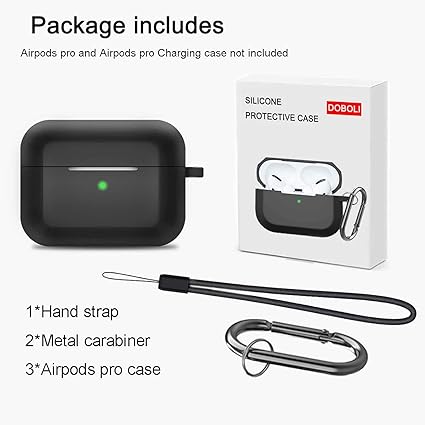 Package includes
Airpods pro and Airpods pro Charging case not included
SILICONE
PROTECTIVE CASE
DOBOLI
1*Hand strap
2*Metal carabiner
3*Airpods pro case